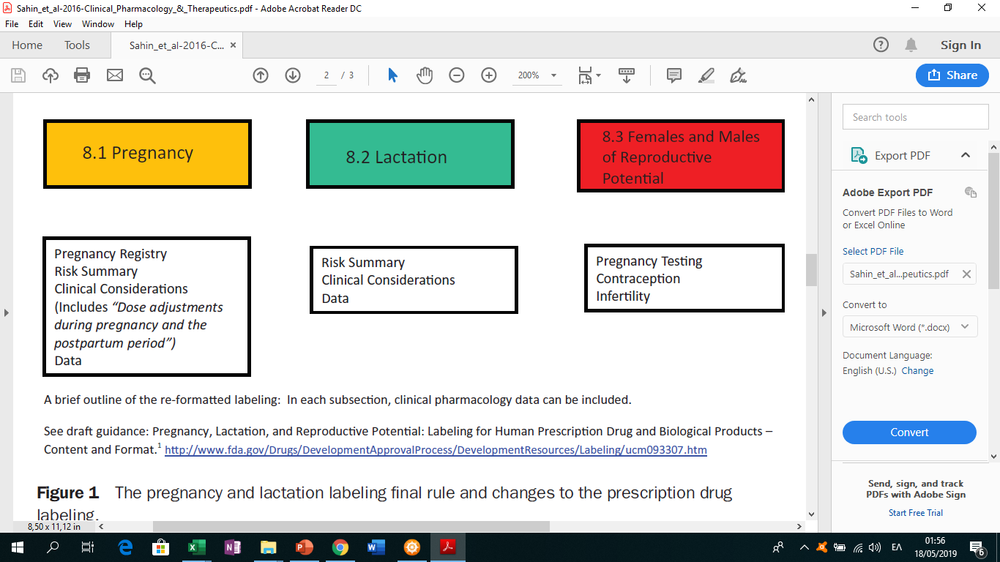 Sahin_et_al-2016-Clinical_Pharmacology_&_Therapeutics.pdf - Adobe Acrobat Reader DC
File Edit View Window Help
Home Tools Sahin_et_al-2016-C... ×
Sign In
2 / 3
200%
Share
8.1 Pregnancy
8.2 Lactation
8.3 Females and Males
of Reproductive
Potential
Pregnancy Registry
Risk Summary
Clinical Considerations
(Includes “Dose adjustments
during pregnancy and the
postpartum period”)
Data
Risk Summary
Clinical Considerations
Data
Pregnancy Testing
Contraception
Infertility
A brief outline of the re-formatted labeling: In each subsection, clinical pharmacology data can be included.
See draft guidance: Pregnancy, Lactation, and Reproductive Potential: Labeling for Human Prescription Drug and Biological Products –
Content and Format.1 http://www.fda.gov/Drugs/DevelopmentApprovalProcess/DevelopmentResources/Labeling/ucm093307.htm
Figure 1 The pregnancy and lactation labeling final rule and changes to the prescription drug
labeling.
8,50 x 11,12 in
Search tools
Export PDF
Adobe Export PDF
Convert PDF Files to Word
or Excel Online
Select PDF File
Sahin_et_al...peutics.pdf
Convert to
Microsoft Word (*.docx)
Document Language:
English (U.S.) Change
Convert
Send, sign, and track
PDFs with Adobe Sign
Start Free Trial
ΕΛ
01:56
18/05/2019
6